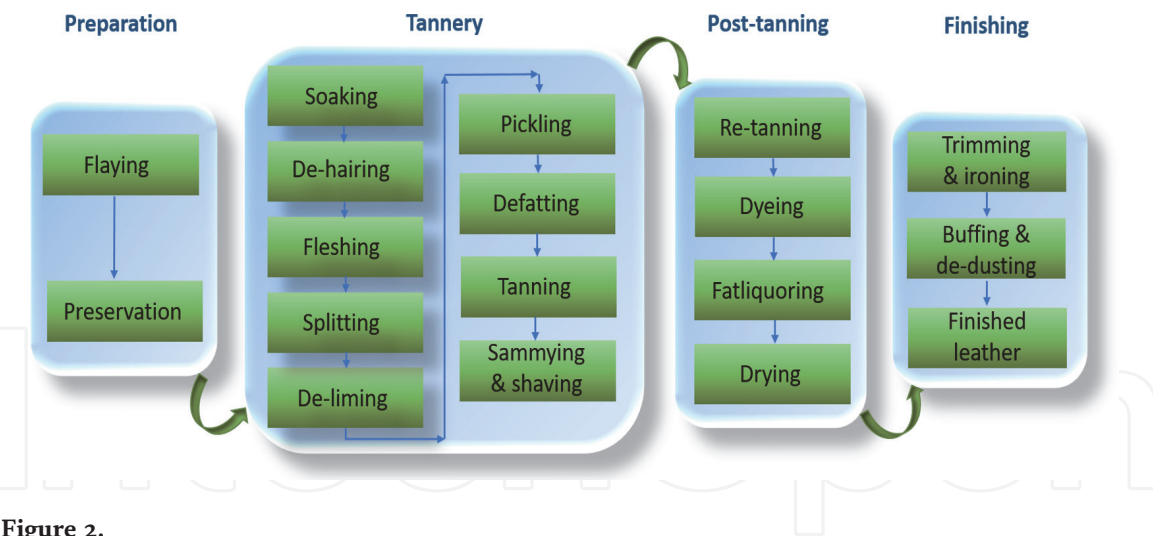 Preparation
Tannery
Post-tanning
Finishing
Flaying
Preservation
Soaking
De-hairing
Fleshing
Splitting
De-liming
Pickling
Defatting
Tanning
Sammying
& shaving
Re-tanning
Dyeing
Fatliquoring
Drying
Trimming
& ironing
Buffing &
de-dusting
Finished
leather
Figure 2.